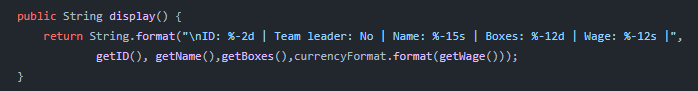 public String display() {
return String.format("\nID: %-2d | Team leader: No | Name: %-15s | Boxes: %-12d | Wage: %-12s |",
getID(), getName(),getBoxes(),currencyFormat.format(getWage()));
}